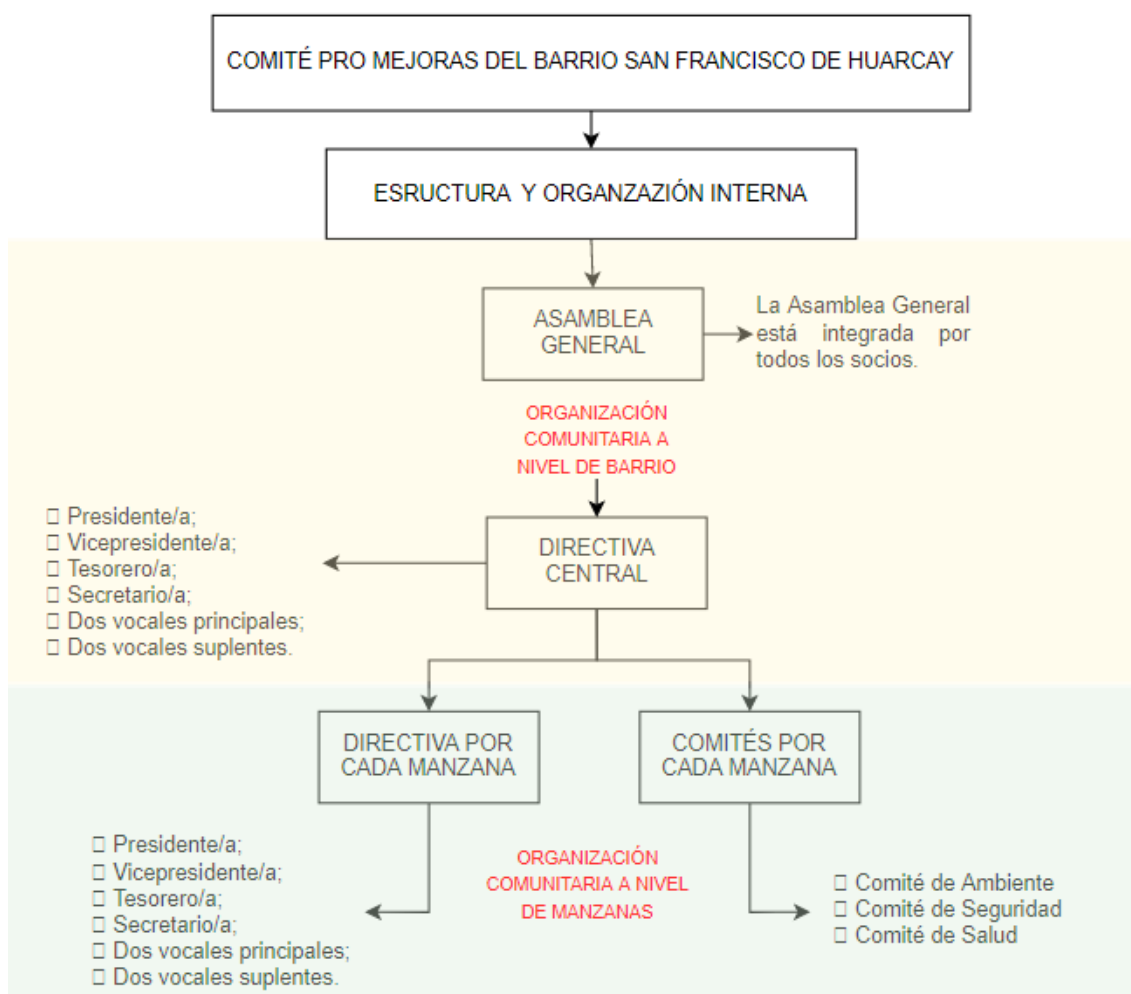 COMITÉ PRO MEJORAS DEL BARRIO SAN FRANCISCO DE HUARCAY
ESRUCTURA Y ORGANZAZIÓN INTERNA
ASAMBLEA
GENERAL
La Asamblea General
está integrada por
todos los socios.
ORGANIZACIÓN
COMUNITARIA A
NIVEL DE BARRIO
DIRECTIVA
CENTRAL
□ Presidente/a;
□ Vicepresidente/a;
□ Tesorero/a;
□ Secretario/a;
□ Dos vocales principales;
□ Dos vocales suplentes.
DIRECTIVA POR
CADA MANZANA
COMITÉS POR
CADA MANZANA
□ Presidente/a;
□ Vicepresidente/a;
□ Tesorero/a;
□ Secretario/a;
□ Dos vocales principales;
□ Dos vocales suplentes.
ORGANIZACIÓN
COMUNITARIA A NIVEL
DE MANZANAS
□ Comité de Ambiente
□ Comité de Seguridad
□ Comité de Salud